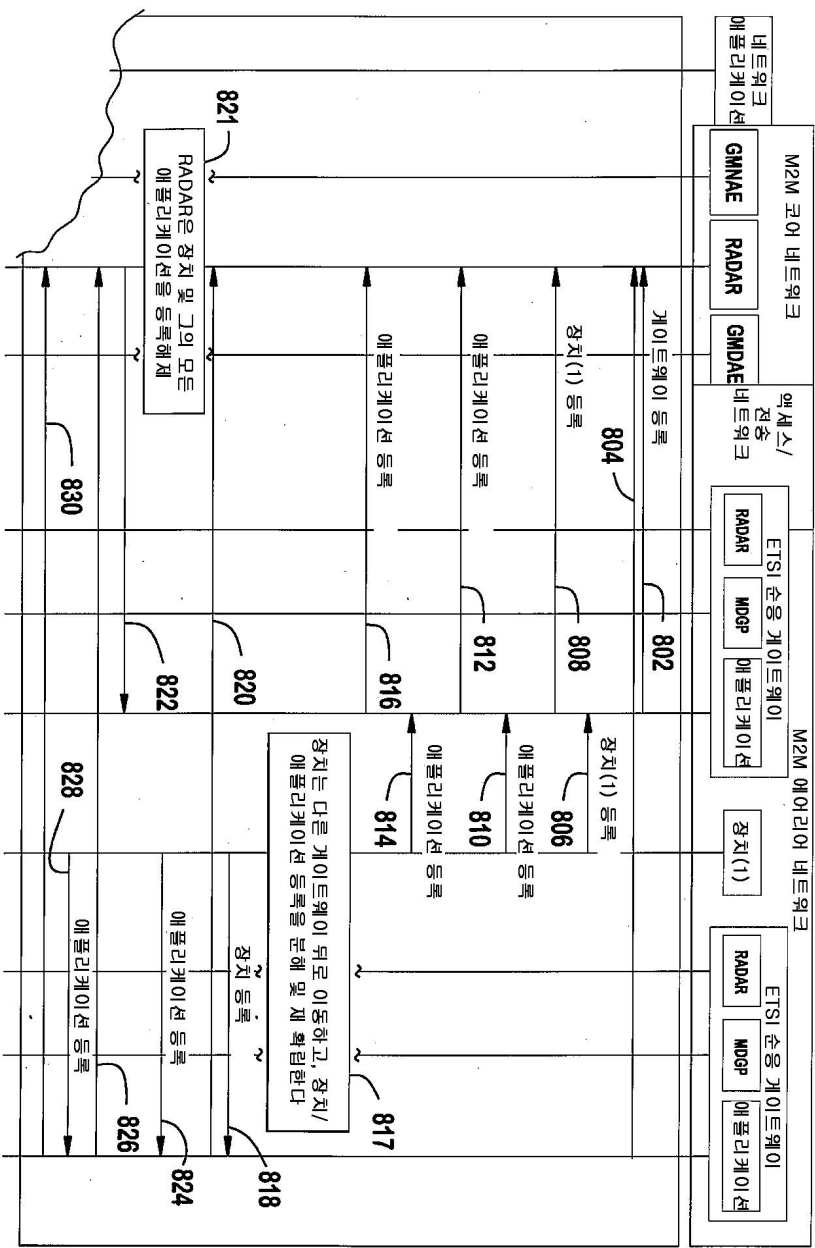 네트워크
애플리케이션
M2M 코어 네트워크
GMNAE
RADAR
GMDAE
액세스/
전송
네트워크
M2M 에어리어 네트워크
ETSI 순응 게이트웨이
RADAR
MDGP
애플리케이션
장치(1)
ETSI 순응 게이트웨이
RADAR
MDGP
애플리케이션
게이트웨이 등록
802
804
장치(1) 등록
806
장치(1) 등록
808
애플리케이션 등록
810
애플리케이션 등록
812
애플리케이션 등록
814
애플리케이션 등록
816
장치는 다른 게이트웨이 뒤로 이동하고, 장치/
애플리케이션 등록을 분해 및 재 확립한다
817
장치 등록
818
820
RADAR은 장치 및 그의 모든
애플리케이션을 등록해제
821
822
애플리케이션 등록
824
826
애플리케이션 등록
828
830